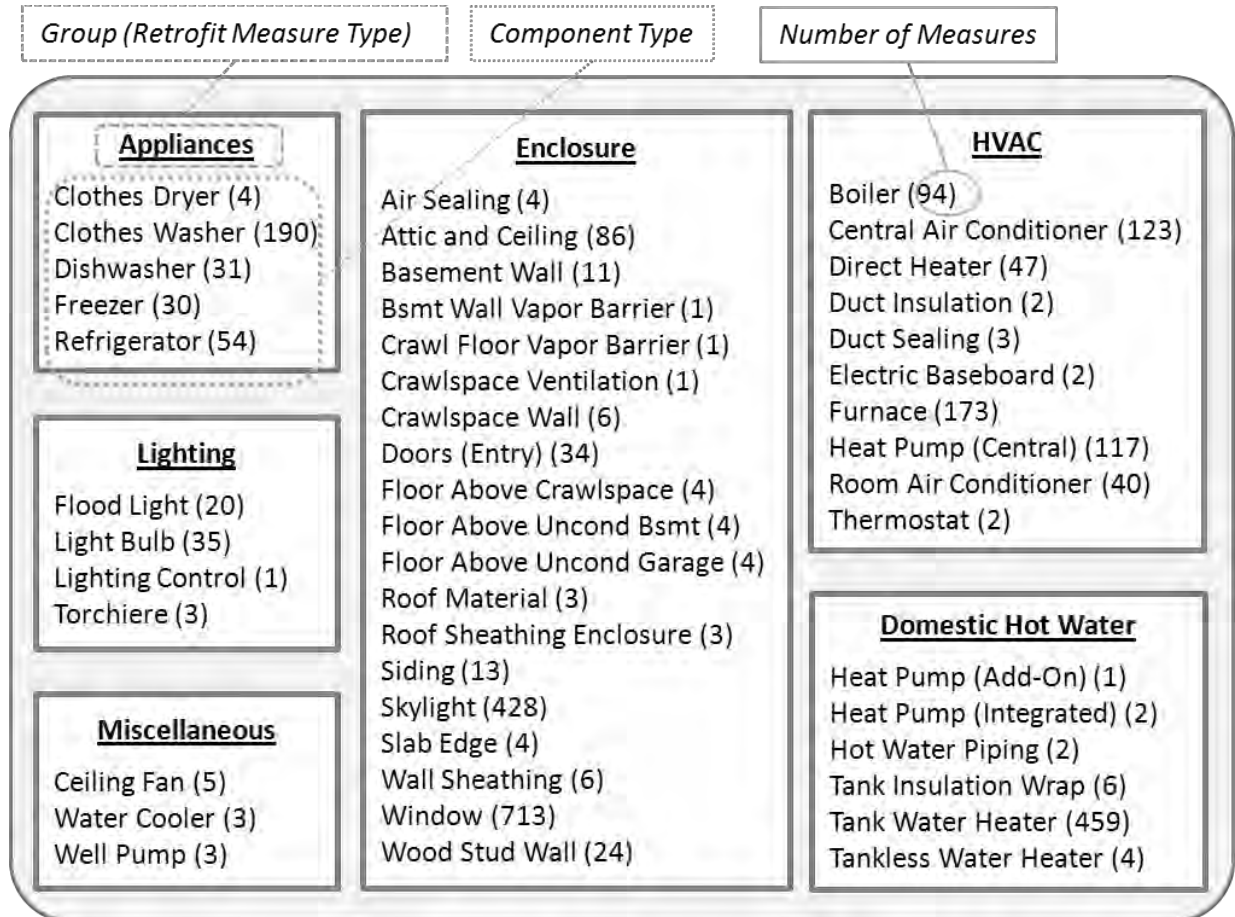 Group (Retrofit Measure Type)
Component Type
Number of Measures
Appliances
Clothes Dryer (4)
Clothes Washer (190)
Dishwasher (31)
Freezer (30)
Refrigerator (54)
Lighting
Flood Light (20)
Light Bulb (35)
Lighting Control (1)
Torchiere (3)
Miscellaneous
Ceiling Fan (5)
Water Cooler (3)
Well Pump (3)
Enclosure
Air Sealing (4)
Attic and Ceiling (86)
Basement Wall (11)
Bsmt Wall Vapor Barrier (1)
Crawl Floor Vapor Barrier (1)
Crawlspace Ventilation (1)
Crawlspace Wall (6)
Doors (Entry) (34)
Floor Above Crawlspace (4)
Floor Above Uncond Bsmt (4)
Floor Above Uncond Garage (4)
Roof Material (3)
Roof Sheathing Enclosure (3)
Siding (13)
Skylight (428)
Slab Edge (4)
Wall Sheathing (6)
Window (713)
Wood Stud Wall (24)
HVAC
Boiler (94)
Central Air Conditioner (123)
Direct Heater (47)
Duct Insulation (2)
Duct Sealing (3)
Electric Baseboard (2)
Furnace (173)
Heat Pump (Central) (117)
Room Air Conditioner (40)
Thermostat (2)
Domestic Hot Water
Heat Pump (Add-On) (1)
Heat Pump (Integrated) (2)
Hot Water Piping (2)
Tank Insulation Wrap (6)
Tank Water Heater (459)
Tankless Water Heater (4)